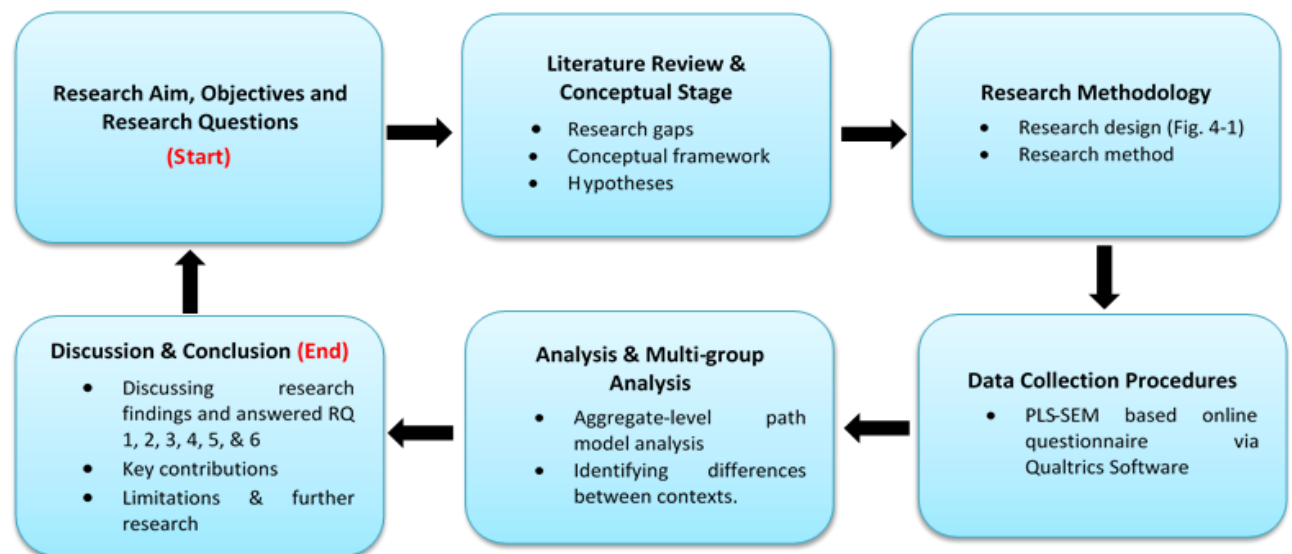 Research Aim, Objectives and
Research Questions
(Start)
Literature Review &
Conceptual Stage
• Research gaps
• Conceptual framework
• Hypotheses
Research Methodology
• Research design (Fig. 4-1)
• Research method
Data Collection Procedures
• PLS-SEM based online
questionnaire via
Qualtrics Software
Analysis & Multi-group
Analysis
• Aggregate-level path
model analysis
• Identifying differences
between contexts.
Discussion & Conclusion (End)
• Discussing research
findings and answered RQ
1, 2, 3, 4, 5, & 6
• Key contributions
• Limitations & further
research